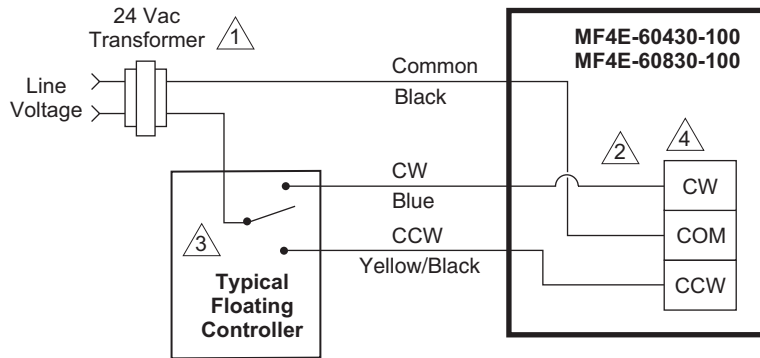 24 Vac
Transformer
1
Line
Voltage
Common
Black
MF4E-60430-100
MF4E-60830-100
2
4
CW
Blue
CW
3
CCW
Yellow/Black
COM
CCW
Typical
Floating
Controller